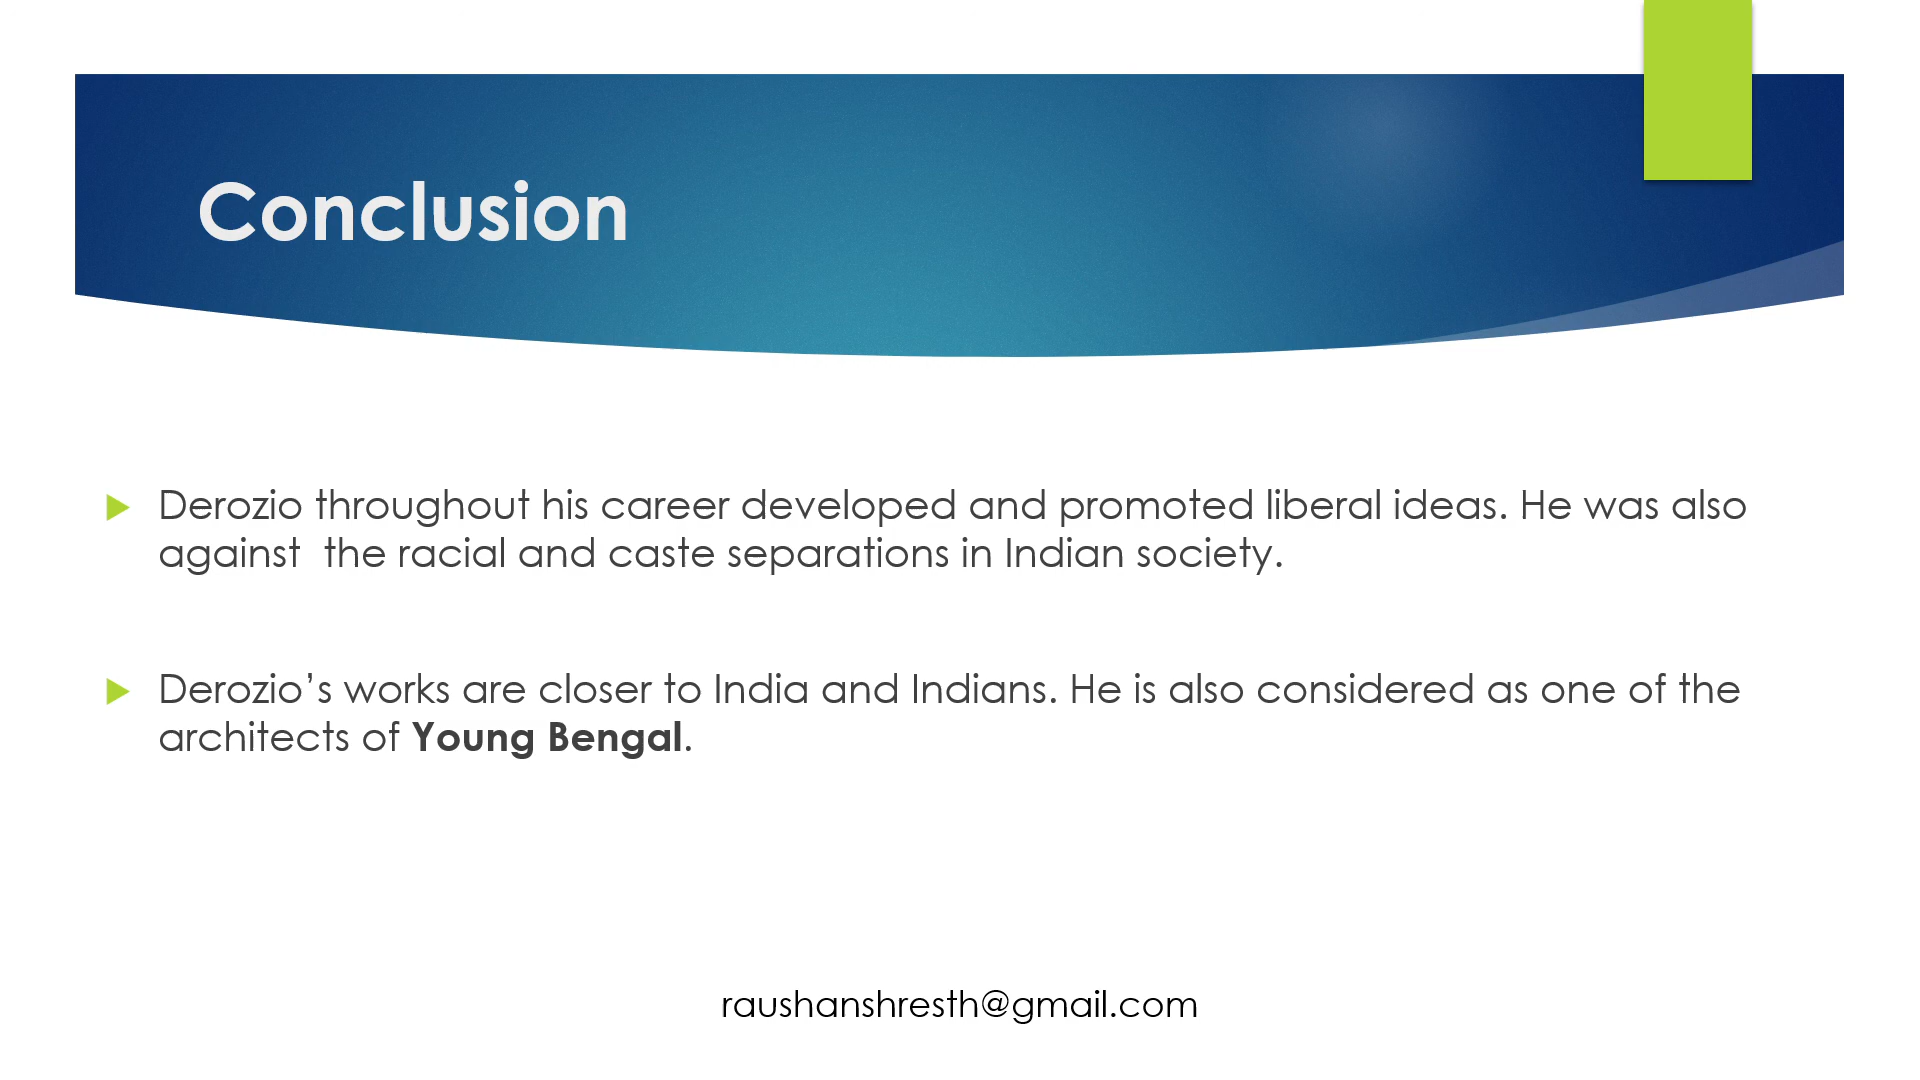 Conclusion
Derozio throughout his career developed and promoted liberal ideas. He was also
against  the racial and caste separations in Indian society.
Derozio’s works are closer to India and Indians. He is also considered as one of the
architects of Young Bengal.
raushanshresth@gmail.com